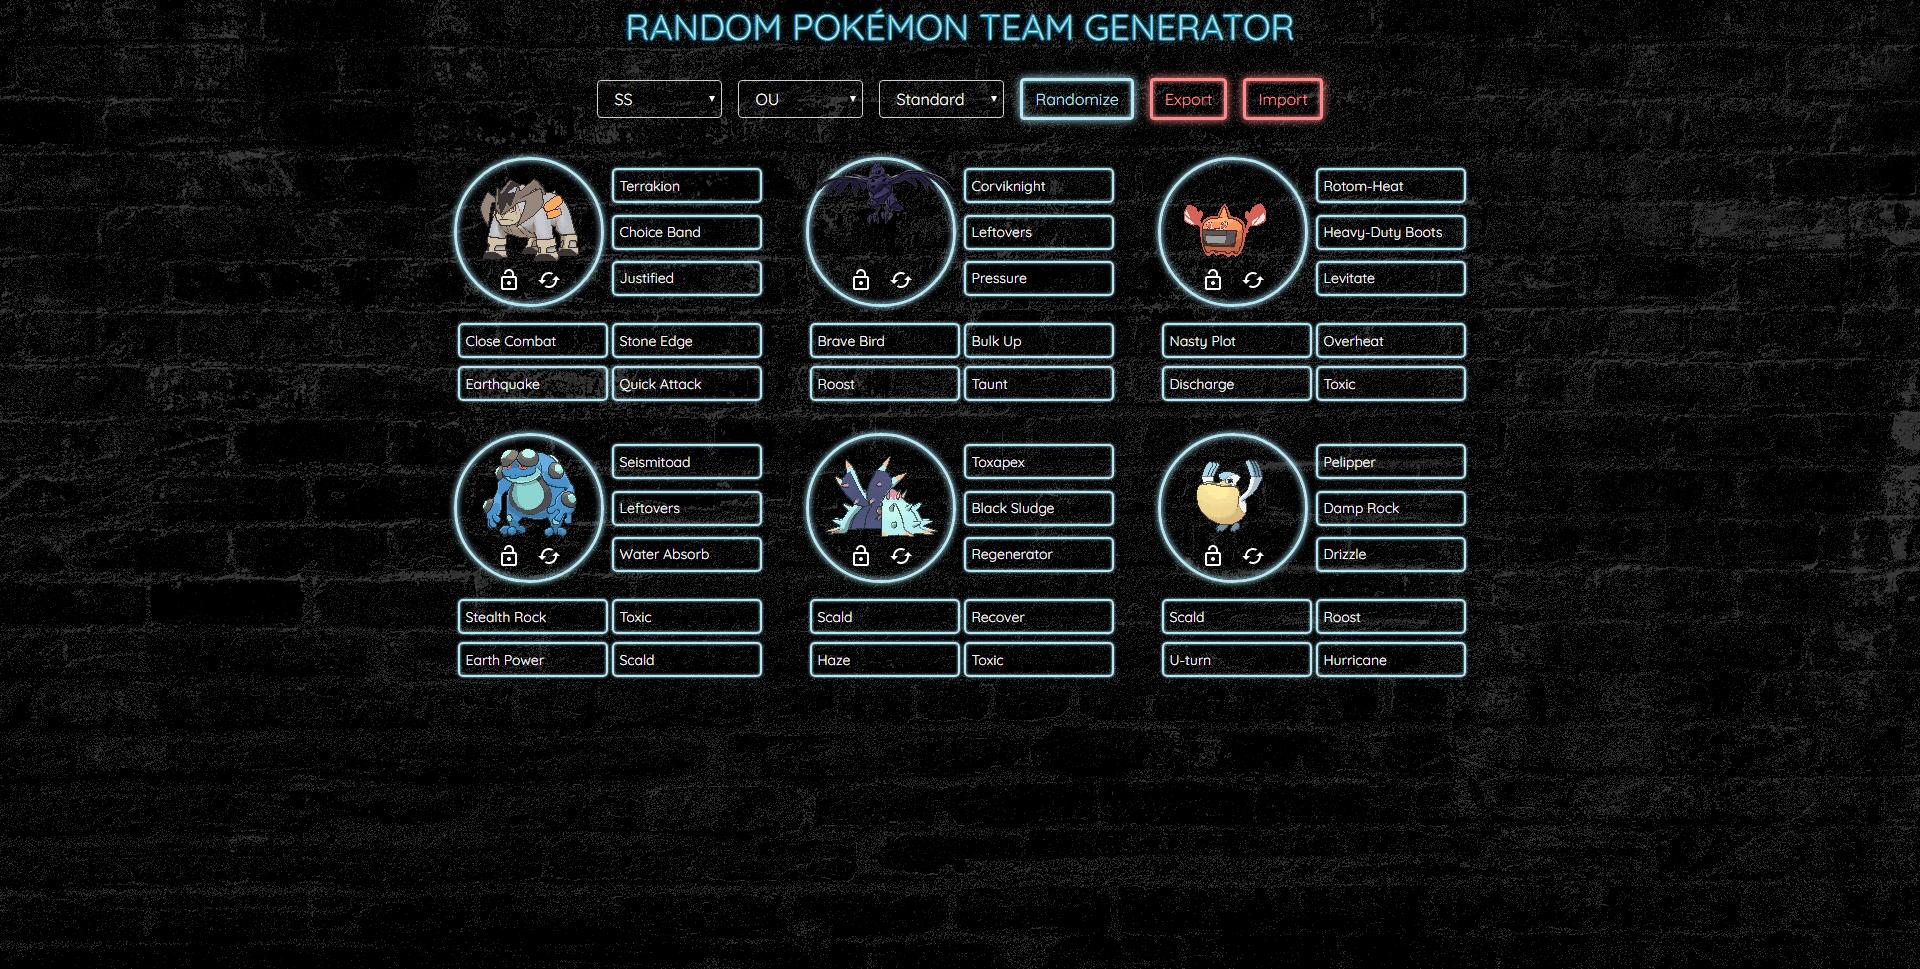 RANDOM POKÉMON TEAM GENERATOR
SS OU Standard Randomize Export Import
Terrakion
Choice Band
Justified
Close Combat Stone Edge
Earthquake Quick Attack
Corviknight
Leftovers
Pressure
Brave Bird Bulk Up
Roost Taunt
Rotom-Heat
Heavy-Duty Boots
Levitate
Nasty Plot Overheat
Discharge Toxic
Seismitoad
Leftovers
Water Absorb
Stealth Rock Toxic
Earth Power Scald
Toxapex
Black Sludge
Regenerator
Scald Recover
Haze Toxic
Pelipper
Damp Rock
Drizzle
Scald Roost
U-turn Hurricane